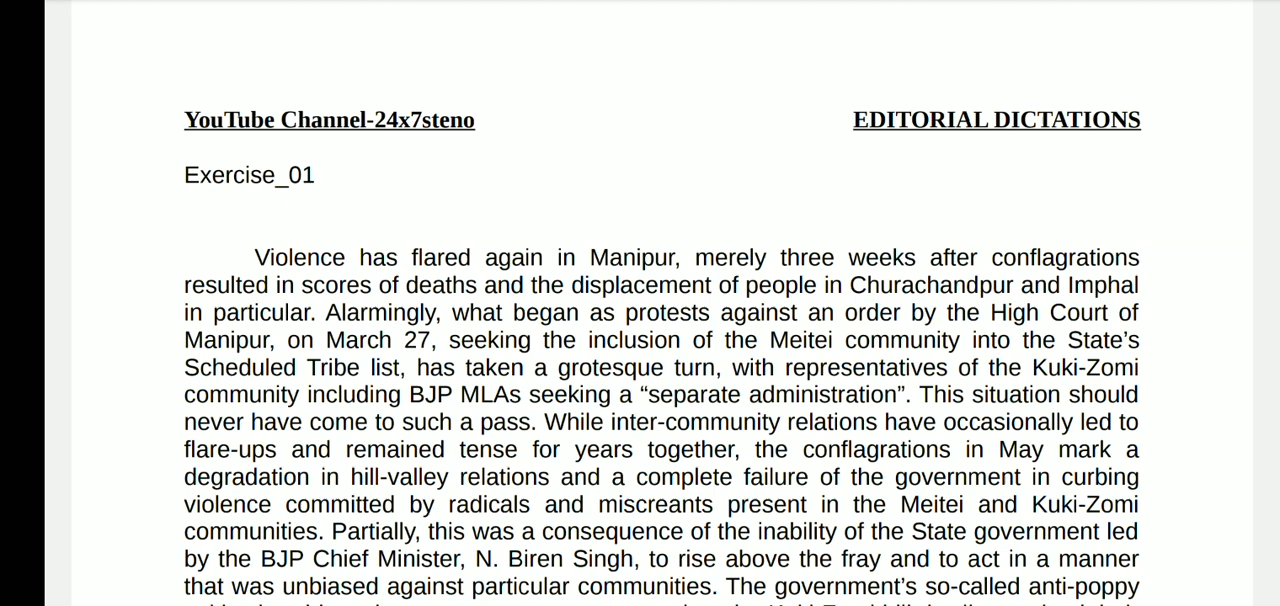 YouTube Channel-24x7steno EDITORIAL DICTATIONS
Exercise_01
Violence has flared again in Manipur, merely three weeks after conflagrations
resulted in scores of deaths and the displacement of people in Churachandpur and Imphal
in particular. Alarmingly, what began as protests against an order by the High Court of
Manipur, on March 27, seeking the inclusion of the Meitei community into the State’s
Scheduled Tribe list, has taken a grotesque turn, with representatives of the Kuki-Zomi
community including BJP MLAs seeking a “separate administration”. This situation should
never have come to such a pass. While inter-community relations have occasionally led to
flare-ups and remained tense for years together, the conflagrations in May mark a
degradation in hill-valley relations and a complete failure of the government in curbing
violence committed by radicals and miscreants present in the Meitei and Kuki-Zomi
communities. Partially, this was a consequence of the inability of the State government led
by the BJP Chief Minister, N. Biren Singh, to rise above the fray and to act in a manner
that was unbiased against particular communities. The government’s so-called anti-poppy